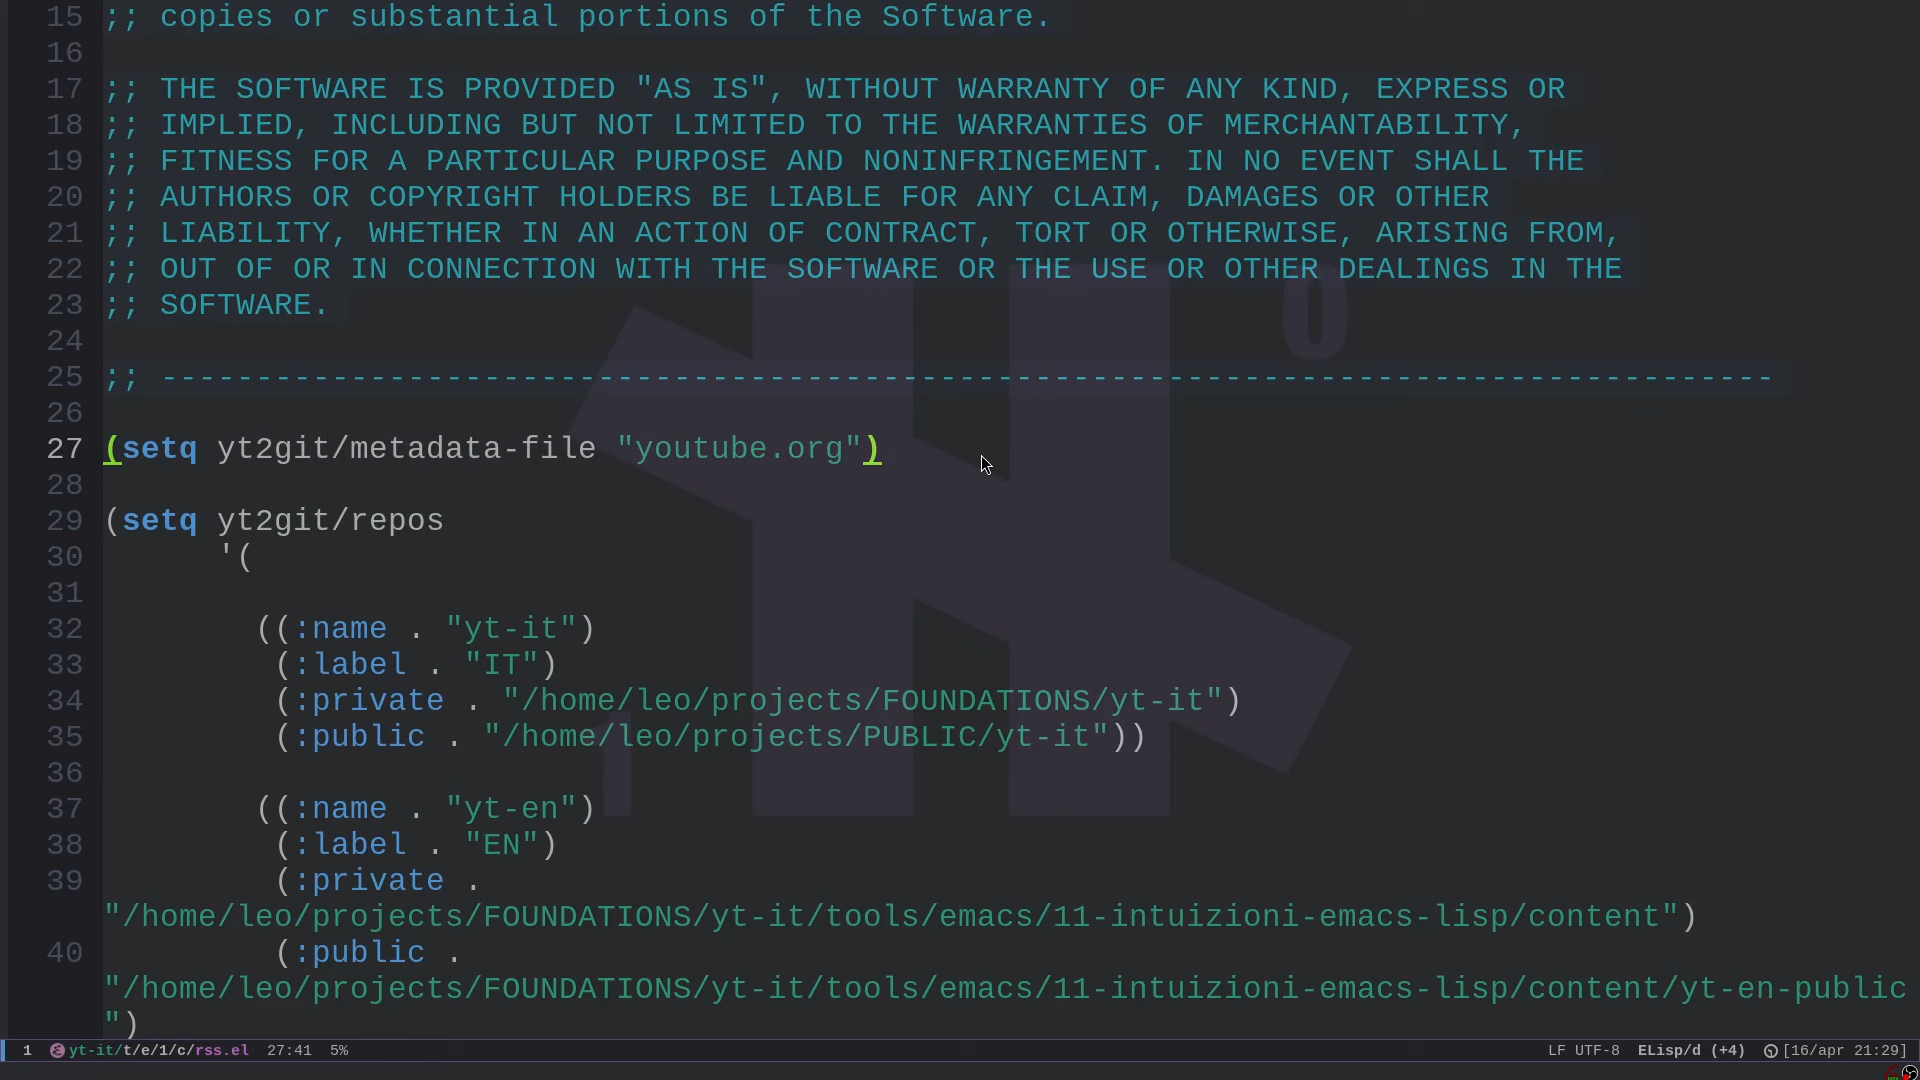 15 ;; copies or substantial portions of the Software.
16
17 ;; THE SOFTWARE IS PROVIDED "AS IS", WITHOUT WARRANTY OF ANY KIND, EXPRESS OR
18 ;; IMPLIED, INCLUDING BUT NOT LIMITED TO THE WARRANTIES OF MERCHANTABILITY,
19 ;; FITNESS FOR A PARTICULAR PURPOSE AND NONINFRINGEMENT. IN NO EVENT SHALL THE
20 ;; AUTHORS OR COPYRIGHT HOLDERS BE LIABLE FOR ANY CLAIM, DAMAGES OR OTHER
21 ;; LIABILITY, WHETHER IN AN ACTION OF CONTRACT, TORT OR OTHERWISE, ARISING FROM,
22 ;; OUT OF OR IN CONNECTION WITH THE SOFTWARE OR THE USE OR OTHER DEALINGS IN THE
23 ;; SOFTWARE.
24
25 ;; -------------------------------------------------------------------------------------
26
27 (setq yt2git/metadata-file "youtube.org")
28
29 (setq yt2git/repos
30       '(
31
32         ((:name . "yt-it")
33          (:label . "IT")
34          (:private . "/home/leo/projects/FOUNDATIONS/yt-it")
35          (:public . "/home/leo/projects/PUBLIC/yt-it"))
36
37         ((:name . "yt-en")
38          (:label . "EN")
39          (:private .
"/home/leo/projects/FOUNDATIONS/yt-it/tools/emacs/11-intuizioni-emacs-lisp/content")
40          (:public .
"/home/leo/projects/FOUNDATIONS/yt-it/tools/emacs/11-intuizioni-emacs-lisp/content/yt-en-public
")
1 yt-it/t/e/1/c/rss.el 27:41 5% LF UTF-8 ELisp/d (+4) [16/apr 21:29]